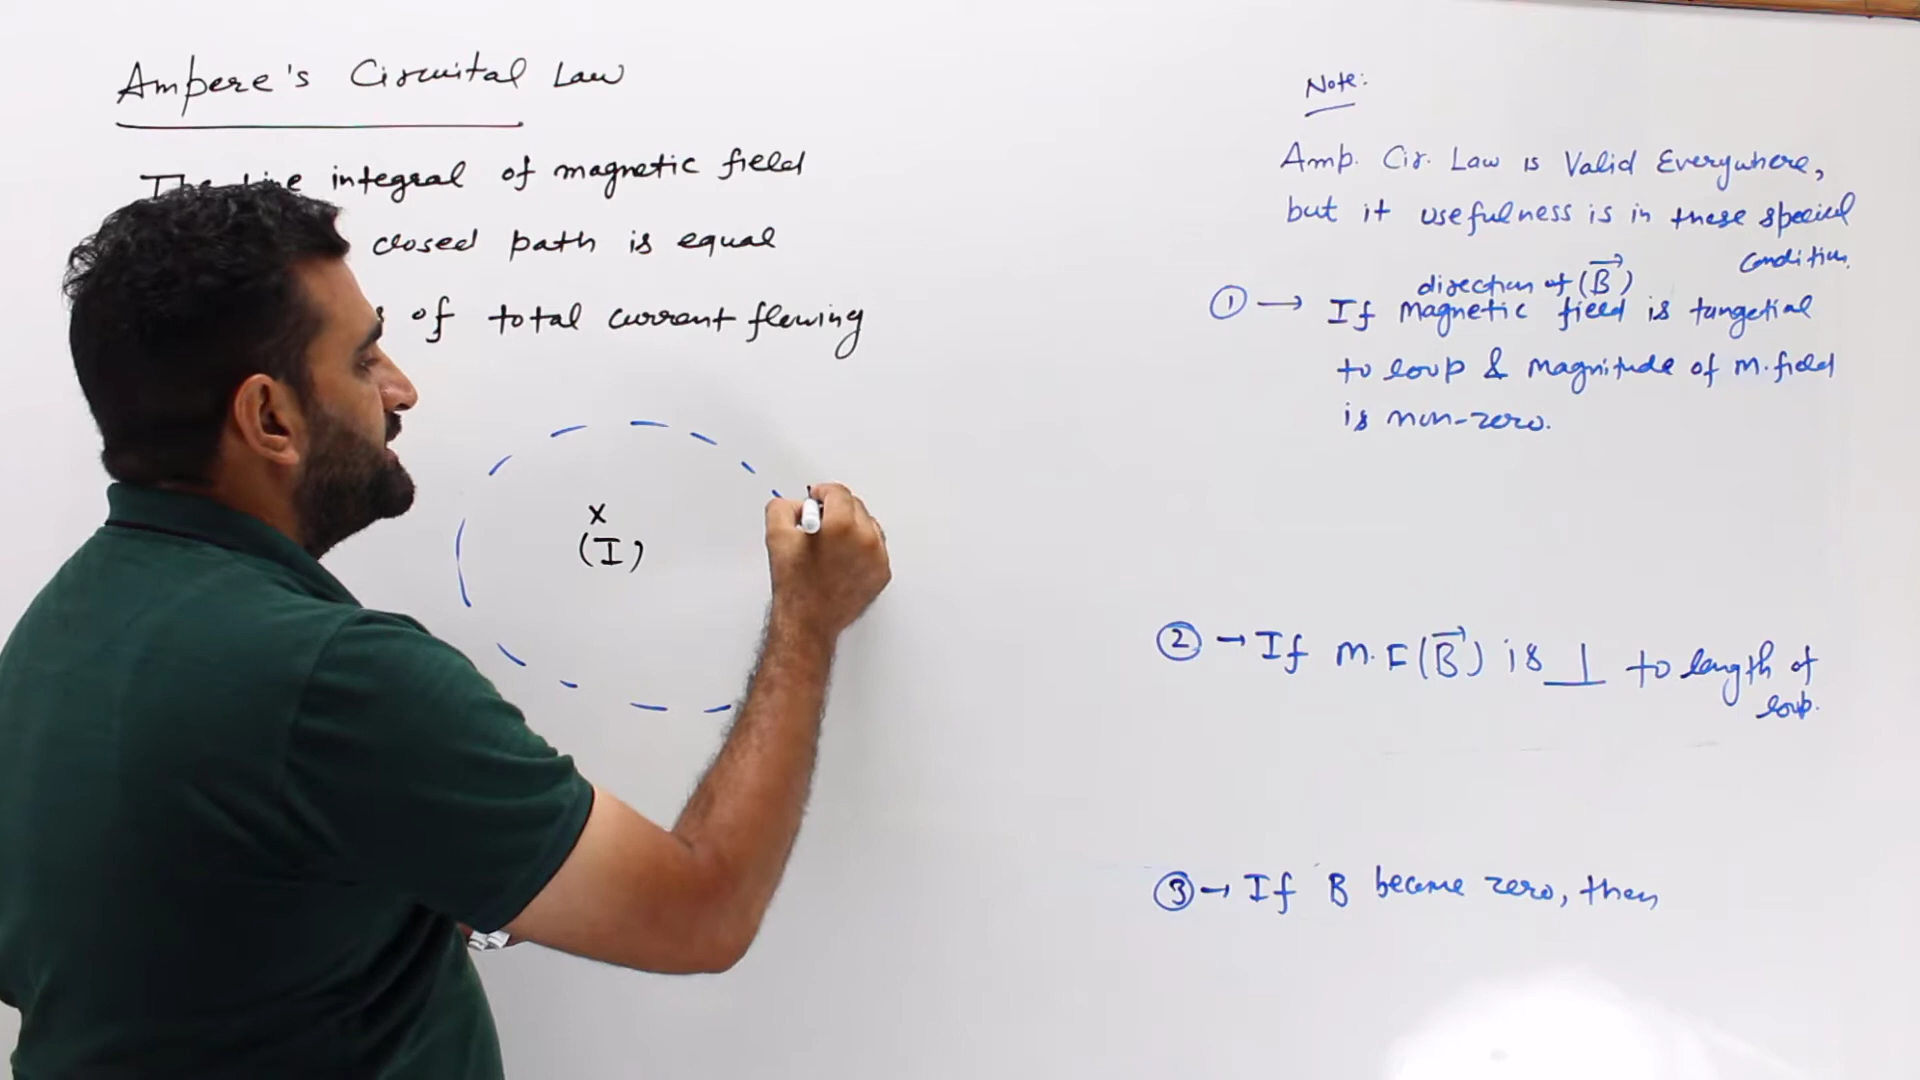 Ampere's Circuital Law
The line integral of magnetic field
closed path is equal
of total current flowing
x
(I)
Note:
Amp. Cir. Law is Valid Everywhere,
but it usefulness is in these special
condition.
direction of (B)
① → If magnetic field is tangetial
to loop & magnitude of m. field
is non-zero.
② → If M.F (B) is ⊥ to length of
loop.
③ → If B become zero, then